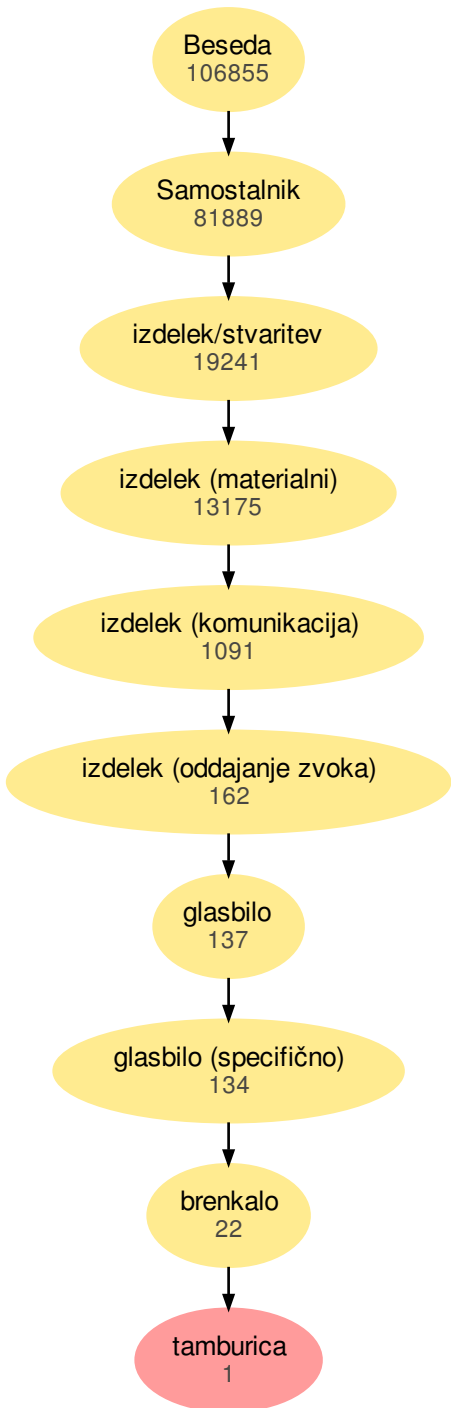 Beseda
106855
Samostalnik
81889
izdelek/stvaritev
19241
izdelek (materialni)
13175
izdelek (komunikacija)
1091
izdelek (oddajanje zvoka)
162
glasbilo
137
glasbilo (specifično)
134
brenkalo
22
tamburica
1